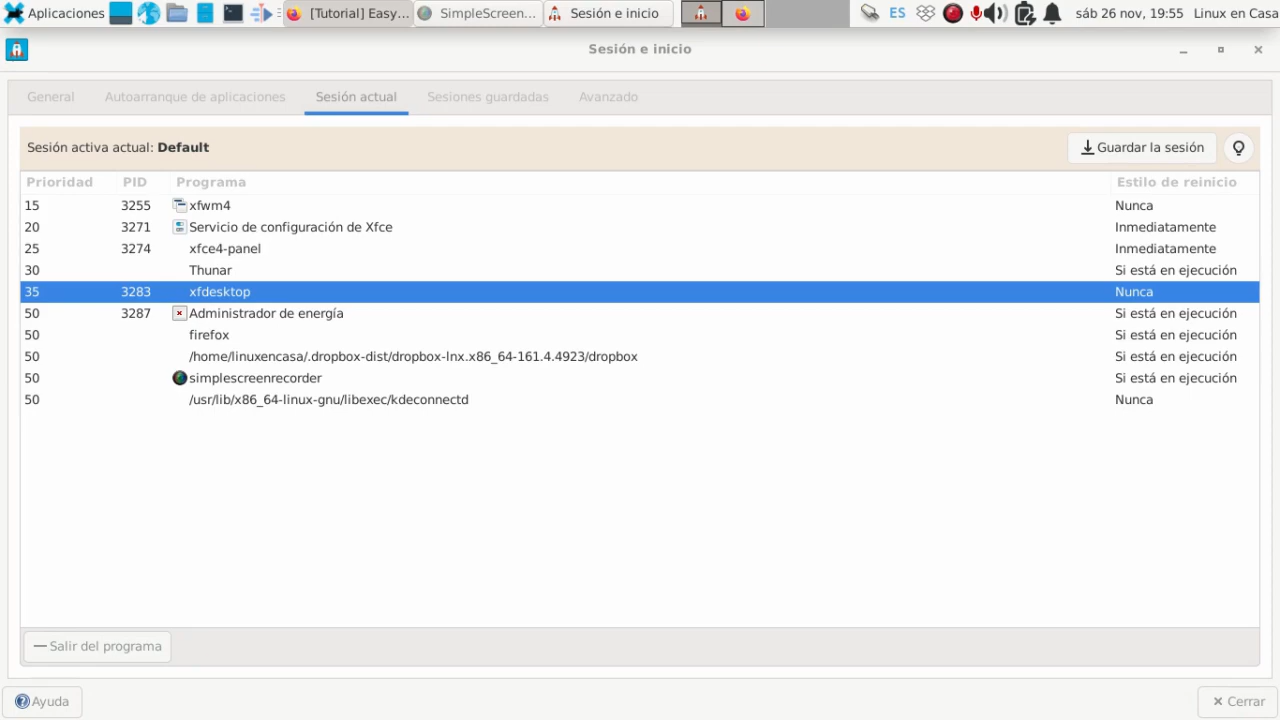 Aplicaciones [Tutorial] Easy... SimpleScreen... Sesión e inicio ES sáb 26 nov, 19:55 Linux en Casa
Sesión e inicio
General Autoarranque de aplicaciones Sesión actual Sesiones guardadas Avanzado
Sesión activa actual: Default Guardar la sesión
Prioridad PID Programa Estilo de reinicio
15 3255 xfwm4 Nunca
20 3271 Servicio de configuración de Xfce Inmediatamente
25 3274 xfce4-panel Inmediatamente
30 Thunar Si está en ejecución
35 3283 xfdesktop Nunca
50 3287 Administrador de energía Si está en ejecución
50 firefox Si está en ejecución
50 /home/linuxencasa/.dropbox-dist/dropbox-lnx.x86_64-161.4.4923/dropbox Si está en ejecución
50 simplescreenrecorder Si está en ejecución
50 /usr/lib/x86_64-linux-gnu/libexec/kdeconnectd Nunca
Salir del programa
Ayuda Cerrar